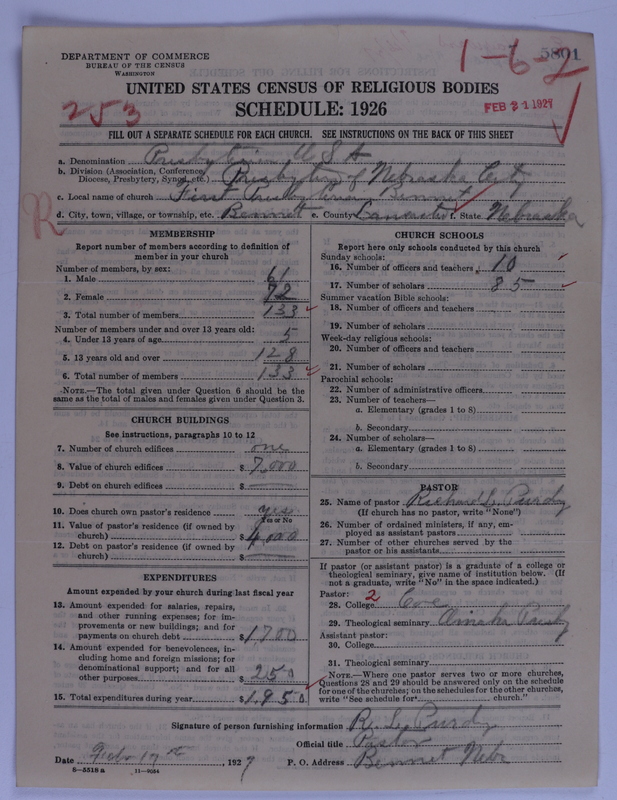 DEPARTMENT OF COMMERCE
BUREAU OF THE CENSUS
WASHINGTON
5801
1-6-2
253
UNITED STATES CENSUS OF RELIGIOUS BODIES
SCHEDULE: 1926
FEB 21 1927
FILL OUT A SEPARATE SCHEDULE FOR EACH CHURCH. SEE INSTRUCTIONS ON THE BACK OF THIS SHEET
a. Denomination Presbyterian U S A
b. Division (Association, Conference, Diocese, Presbytery, Synod, etc.) Presbytery of Nebraska City
c. Local name of church First Presbyterian Bennet
d. City, town, village, or township, etc. Bennet e. County Lancaster f. State Nebraska
R
MEMBERSHIP
Report number of members according to definition of
member in your church
Number of members, by sex:
1. Male 61
2. Female 72
3. Total number of members 133
Number of members under and over 13 years old:
4. Under 13 years of age 5
5. 13 years old and over 128
6. Total number of members 133
NOTE.—The total given under Question 6 should be
same as the total of males and females given under Question 3.
CHURCH BUILDINGS
See instructions, paragraphs 10 to 12
7. Number of church edifices one
8. Value of church edifices $7,000
9. Debt on church edifices $
10. Does church own pastor's residence yes
Yes or No
11. Value of pastor's residence (if owned by
church) $4,000
12. Debt on pastor's residence (if owned by
church) $
EXPENDITURES
Amount expended by your church during last fiscal year
13. Amount expended for salaries, repairs,
and other running expenses; for im-
provements or new buildings; and for
payments on church debt $1700
14. Amount expended for benevolences, in-
cluding home and foreign missions; for
denominational support; and for all
other purposes $250
15. Total expenditures during year $1950
CHURCH SCHOOLS
Report here only schools conducted by this church
Sunday schools:
16. Number of officers and teachers 10
17. Number of scholars 85
Summer vacation Bible schools:
18. Number of officers and teachers
19. Number of scholars
Week-day religious schools:
20. Number of officers and teachers
21. Number of scholars
Parochial schools:
22. Number of administrative officers
23. Number of teachers—
a. Elementary (grades 1 to 8)
b. Secondary
24. Number of scholars—
a. Elementary (grades 1 to 8)
b. Secondary
PASTOR
25. Name of pastor Richard L. Purdy
(If church has no pastor, write "None")
26. Number of ordained ministers, if any, em-
ployed as assistant pastors
27. Number of other churches served by the
pastor or his assistants
If pastor (or assistant pastor) is a graduate of a college or
theological seminary, give name of institution below. (If
not a graduate, write "No" in the space indicated.)
Pastor: 2
28. College Coe
29. Theological seminary Omaha Presby
Assistant pastor:
30. College
31. Theological seminary
NOTE.—Where one pastor serves two or more churches,
Questions 28 and 29 should be answered only on the schedule
for one of the churches; on the schedules for the other churches,
write "See schedule for church."
Signature of person furnishing information R. L. Purdy
Official title Pastor
Date Feb 17th, 1927 P. O. Address Bennet Nebr
8—5518 a 11—9054